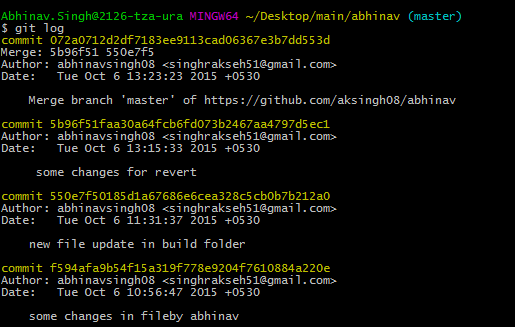 Abhinav.Singh@2126-tza-ura MINGW64 ~/Desktop/main/abhinav (master)
$ git log
commit 072a0712d2df7183ee9113cad06367e3b7dd553d
Merge: 5b96f51 550e7f5
Author: abhinavsingh08 <singhrakseh51@gmail.com>
Date:   Tue Oct 6 13:23:23 2015 +0530
    Merge branch 'master' of https://github.com/aksingh08/abhinav
commit 5b96f51faa30a64fcb6fd073b2467aa4797d5ec1
Author: abhinavsingh08 <singhrakseh51@gmail.com>
Date:   Tue Oct 6 13:15:33 2015 +0530
     some changes for revert
commit 550e7f50185d1a67686e6cea328c5cb0b7b212a0
Author: abhinavsingh08 <singhrakseh51@gmail.com>
Date:   Tue Oct 6 11:31:37 2015 +0530
    new file update in build folder
commit f594afa9b54f15a319f778e9204f7610884a220e
Author: abhinavsingh08 <singhrakseh51@gmail.com>
Date:   Tue Oct 6 10:56:47 2015 +0530
    some changes in fileby abhinav